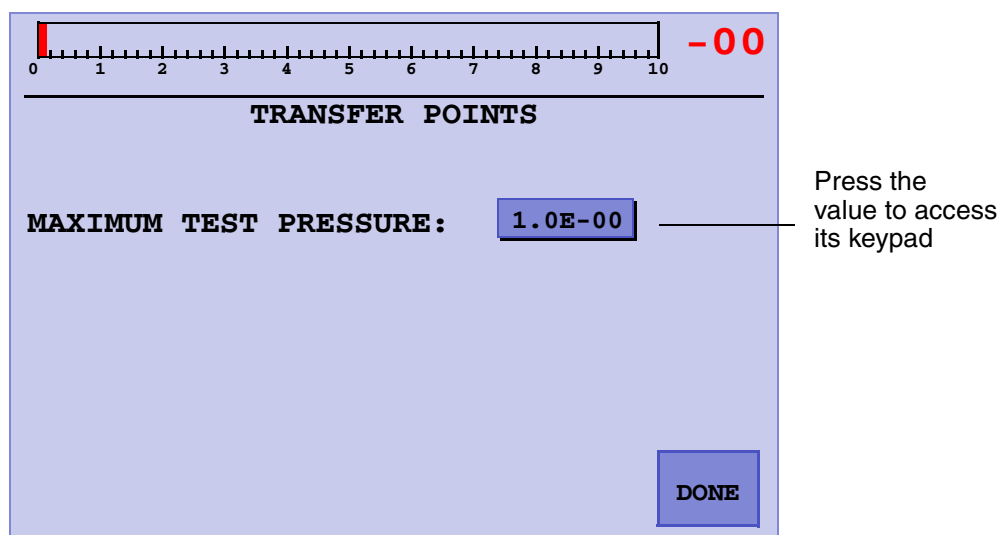 -00
0 1 2 3 4 5 6 7 8 9 10
TRANSFER POINTS
MAXIMUM TEST PRESSURE: 1.0E-00
Press the
value to access
its keypad
DONE